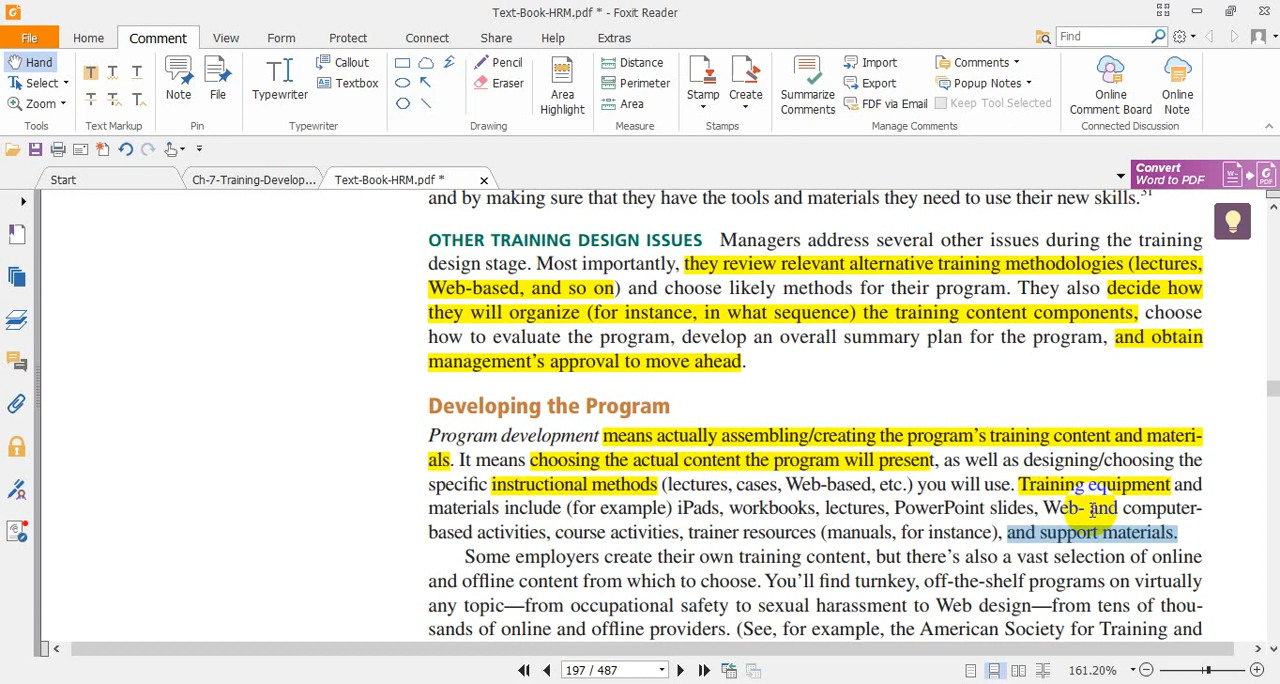 Text-Book-HRM.pdf * - Foxit Reader
File Home Comment View Form Protect Connect Share Help Extras Find
Hand
Select
Zoom
Tools
Text Markup
Note
File
Pin
Typewriter
Callout
Textbox
Typewriter
Pencil
Eraser
Drawing
Area
Highlight
Distance
Perimeter
Area
Measure
Stamp
Create
Stamps
Summarize
Comments
Import
Export
FDF via Email
Comments
Popup Notes
Keep Tool Selected
Manage Comments
Online
Comment Board
Online
Note
Connected Discussion
Start
Ch-7-Training-Develop...
Text-Book-HRM.pdf *
Convert
Word to PDF
and by making sure that they have the tools and materials they need to use their new skills.31
OTHER TRAINING DESIGN ISSUES Managers address several other issues during the training
design stage. Most importantly, they review relevant alternative training methodologies (lectures,
Web-based, and so on) and choose likely methods for their program. They also decide how
they will organize (for instance, in what sequence) the training content components, choose
how to evaluate the program, develop an overall summary plan for the program, and obtain
management's approval to move ahead.
Developing the Program
Program development means actually assembling/creating the program's training content and materi-
als. It means choosing the actual content the program will present, as well as designing/choosing the
specific instructional methods (lectures, cases, Web-based, etc.) you will use. Training equipment and
materials include (for example) iPads, workbooks, lectures, PowerPoint slides, Web- and computer-
based activities, course activities, trainer resources (manuals, for instance), and support materials.
Some employers create their own training content, but there's also a vast selection of online
and offline content from which to choose. You'll find turnkey, off-the-shelf programs on virtually
any topic—from occupational safety to sexual harassment to Web design—from tens of thou-
sands of online and offline providers. (See, for example, the American Society for Training and
197 / 487
161.20%